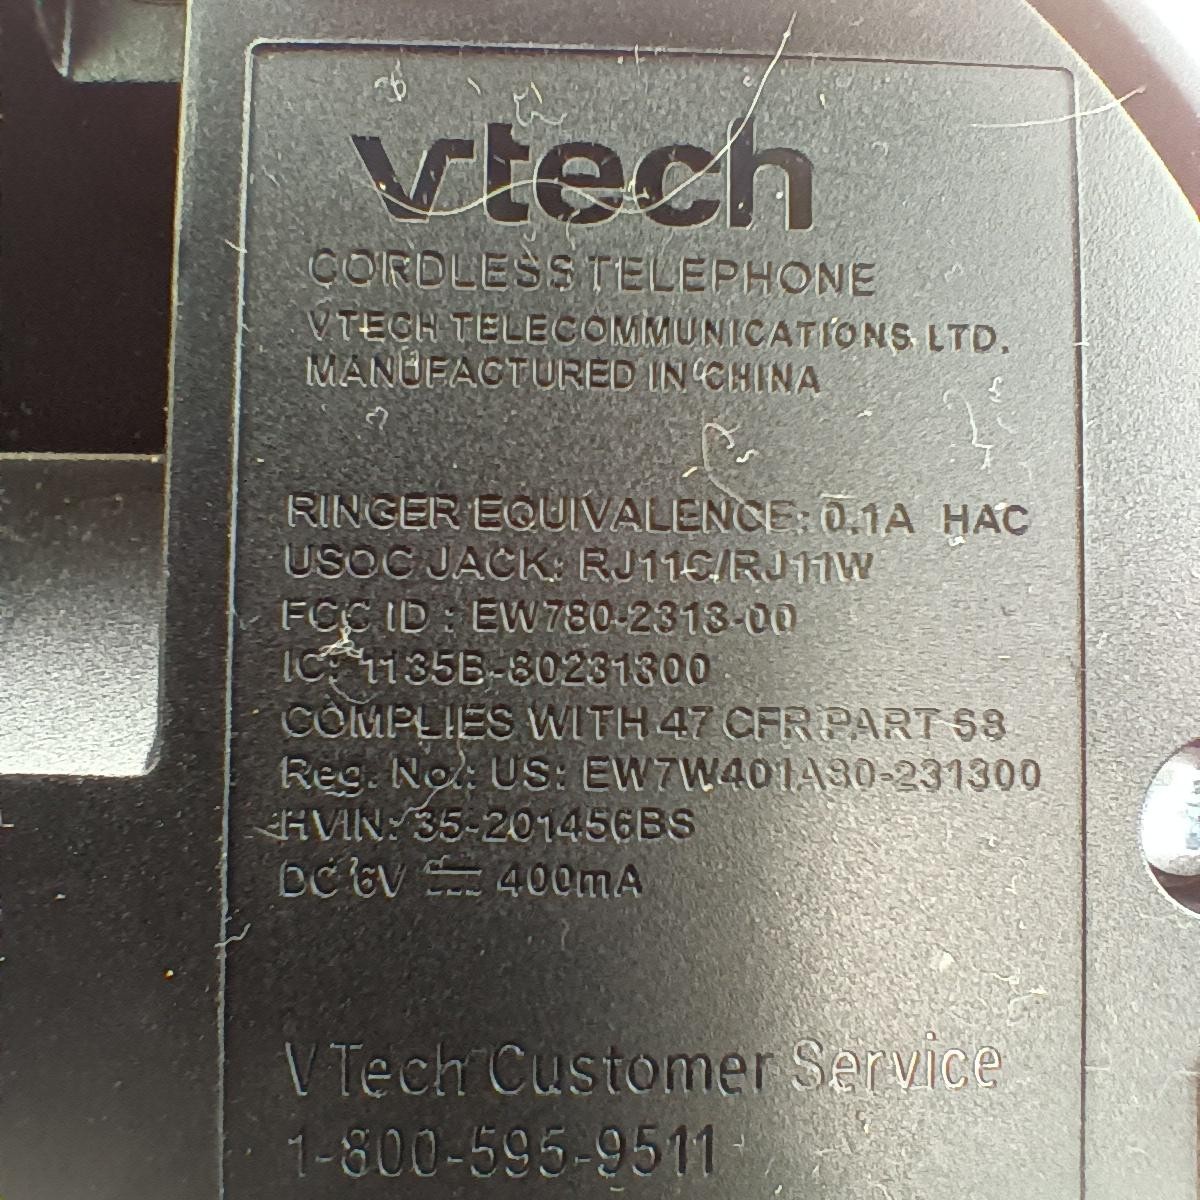 vtech
CORDLESS TELEPHONE
VTECH TELECOMMUNICATIONS LTD.
MANUFACTURED IN CHINA
RINGER EQUIVALENCE: 0.1A HAC
USOC JACK: RJ11C/RJ11W
FCC ID : EW780-2313-00
IC: 1135B-80231300
COMPLIES WITH 47 CFR PART 68
Reg. No.: US: EW7W401A80-231300
HVIN: 35-201456BS
DC 6V ⎓ 400mA
VTech Customer Service
1-800-595-9511